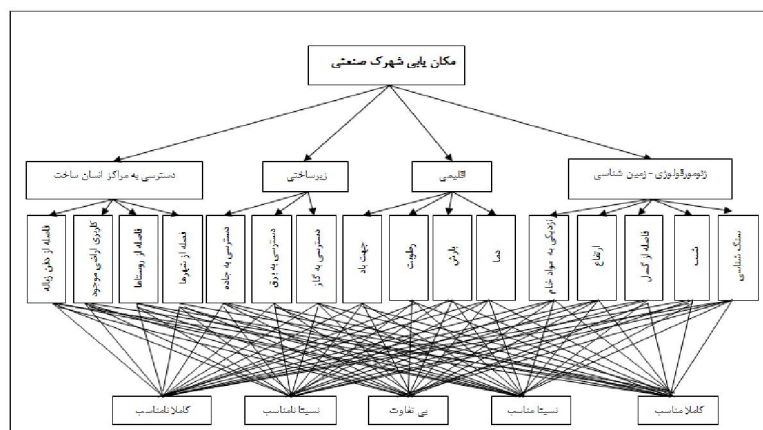 مکان یابی شهرک صنعتی
ژئومورفولوژی - زمین شناسی
اقلیمی
زیرساختی
دسترسی به مراکز انسان ساخت
سنگ شناسی
شیب
فاصله از گسل
ارتفاع
نزدیکی به مواد خام
دما
بارش
رطوبت
جهت باد
دسترسی به گاز
دسترسی به برق
دسترسی به جاده
فاصله از شهرها
فاصله از روستاها
کاربری اراضی موجود
فاصله از دفن زباله
کاملا مناسب
نسبتا مناسب
بی تفاوت
نسبتا نامناسب
کاملا نامناسب